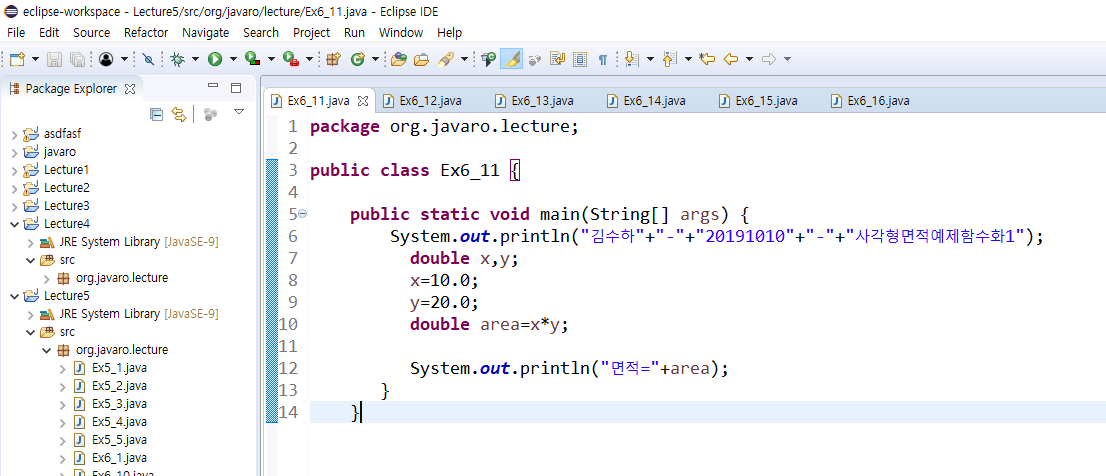 eclipse-workspace - Lecture5/src/org/javaro/lecture/Ex6_11.java - Eclipse IDE
File Edit Source Refactor Navigate Search Project Run Window Help
Package Explorer
asdfasf
javaro
Lecture1
Lecture2
Lecture3
Lecture4
JRE System Library [JavaSE-9]
src
org.javaro.lecture
Lecture5
JRE System Library [JavaSE-9]
src
org.javaro.lecture
Ex5_1.java
Ex5_2.java
Ex5_3.java
Ex5_4.java
Ex5_5.java
Ex6_1.java
Ex6_10.java
Ex6_11.java Ex6_12.java Ex6_13.java Ex6_14.java Ex6_15.java Ex6_16.java
1 package org.javaro.lecture;
2
3 public class Ex6_11 {
4
5 public static void main(String[] args) {
6 System.out.println("김수하"+"-"+"20191010"+"-"+"사각형면적예제함수화1");
7 double x,y;
8 x=10.0;
9 y=20.0;
10 double area=x*y;
11
12 System.out.println("면적="+area);
13 }
14 }